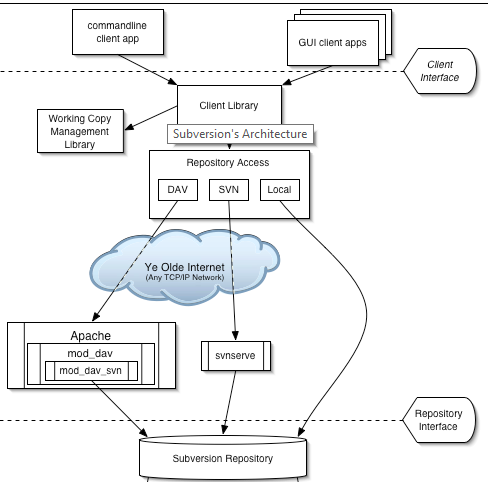 commandline
client app
GUI client apps
Client
Interface
Client Library
Working Copy
Management
Library
Subversion's Architecture
Repository Access
DAV
SVN
Local
Ye Olde Internet
(Any TCP/IP Network)
Apache
mod_dav
mod_dav_svn
svnserve
Repository
Interface
Subversion Repository